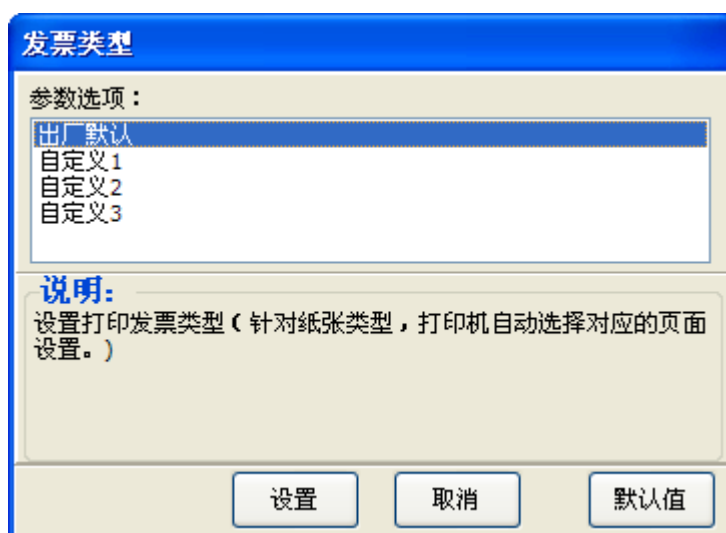 发票类型
参数选项：
出厂默认
自定义1
自定义2
自定义3
说明:
设置打印发票类型（针对纸张类型，打印机自动选择对应的页面
设置。）
设置 取消 默认值